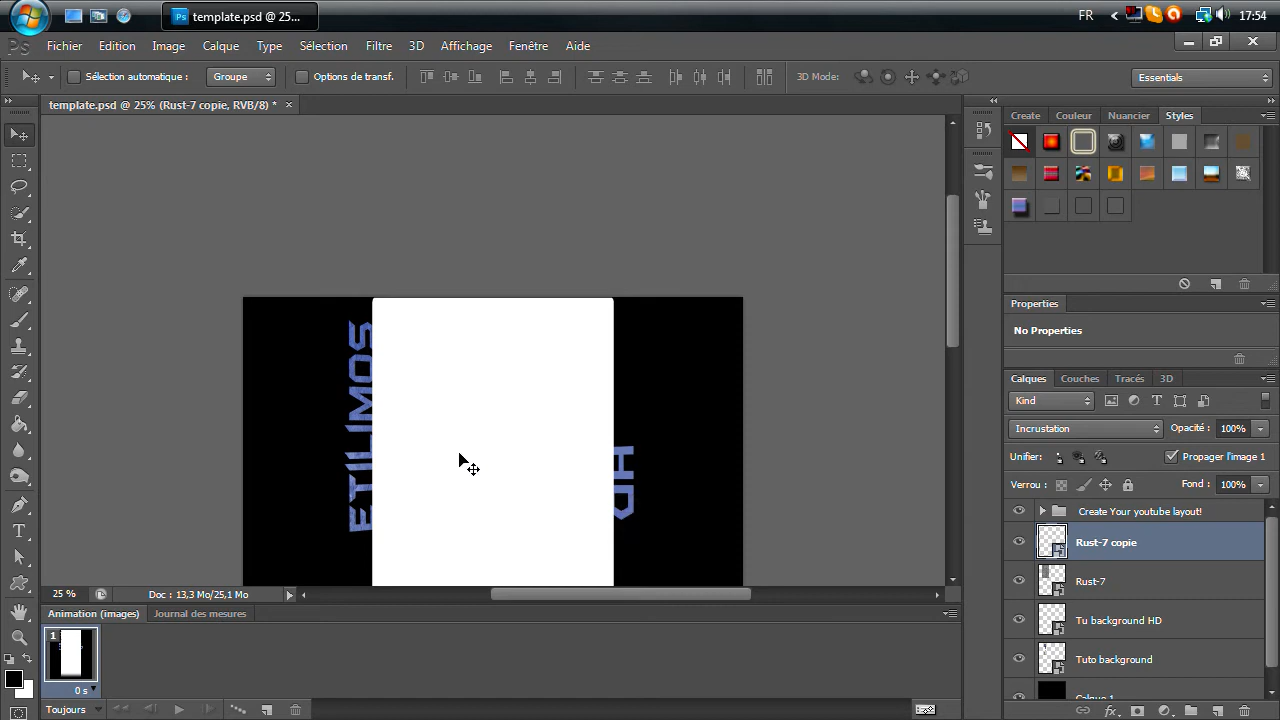 template.psd @ 25%...
FR
17:54
Ps
Fichier Edition Image Calque Type Sélection Filtre 3D Affichage Fenêtre Aide
Sélection automatique : Groupe Options de transf. 3D Mode: Essentials
template.psd @ 25% (Rust-7 copie, RVB/8) *
Create Couleur Nuancier Styles
Properties
No Properties
Calques Couches Tracés 3D
Kind
Incrustation Opacité : 100%
Unifier: Propager l'image 1
Verrou : Fond : 100%
Create Your youtube layout!
Rust-7 copie
Rust-7
Tu background HD
Tuto background
Calque 1
ETILIMOS
HD
25 % Doc : 13,3 Mo/25,1 Mo
Animation (images) Journal des mesures
1
0 s
Toujours